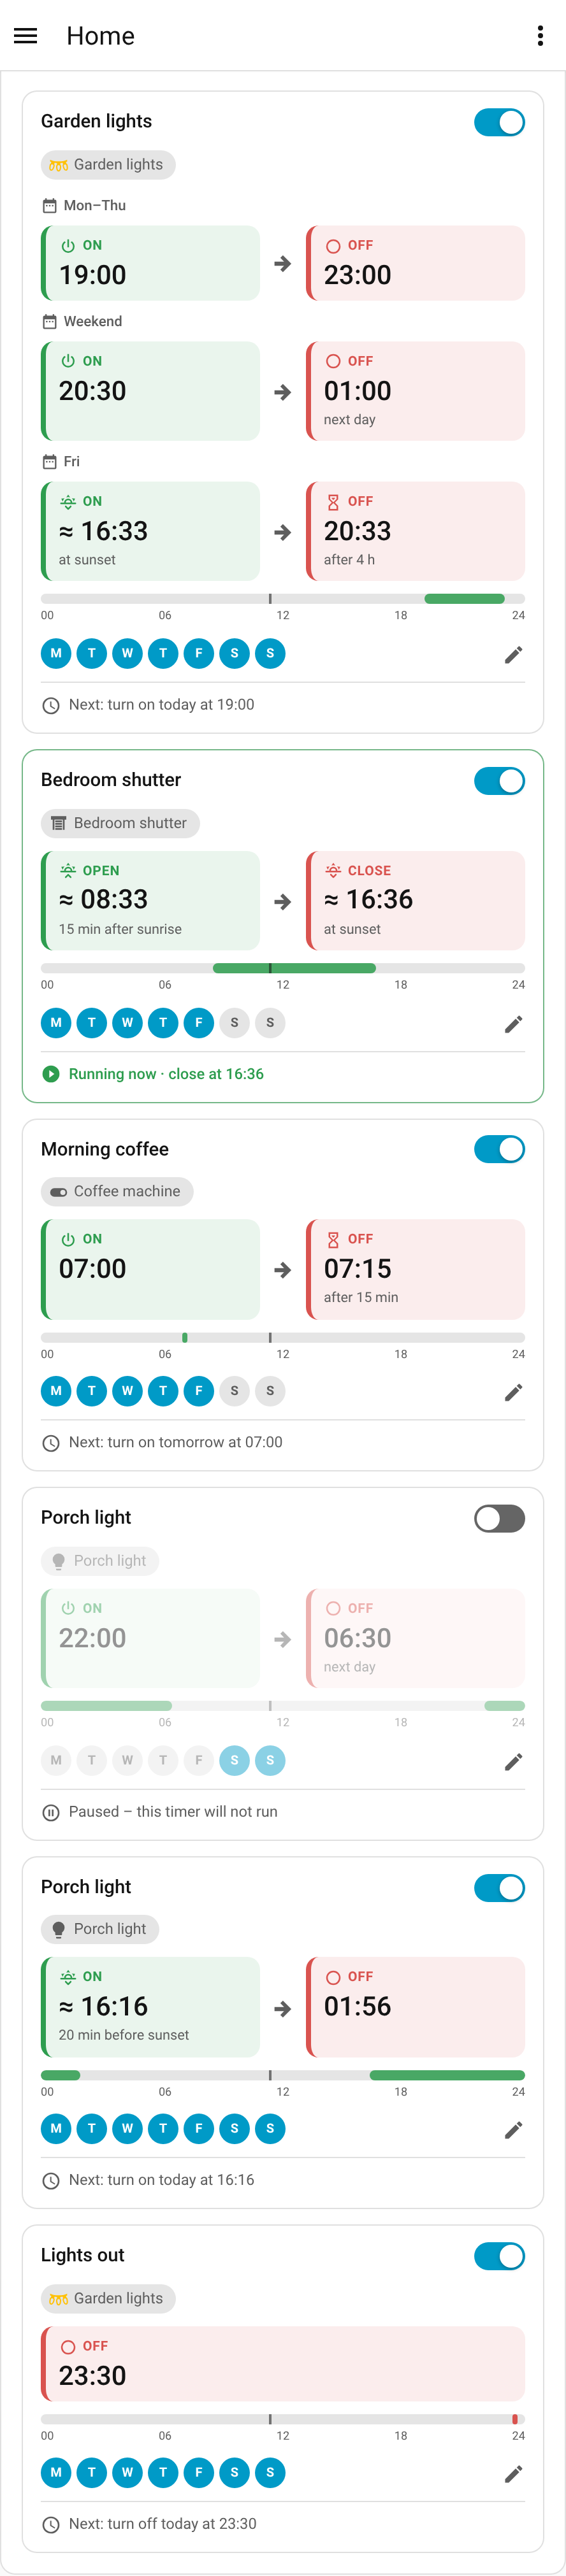 Home
Garden lights
Garden lights
Mon–Thu
ON
19:00
OFF
23:00
Weekend
ON
20:30
OFF
01:00
next day
Fri
ON
≈ 16:33
at sunset
OFF
20:33
after 4 h
00 06 12 18 24
M T W T F S S
Next: turn on today at 19:00
Bedroom shutter
Bedroom shutter
OPEN
≈ 08:33
15 min after sunrise
CLOSE
≈ 16:36
at sunset
00 06 12 18 24
M T W T F S S
Running now · close at 16:36
Morning coffee
Coffee machine
ON
07:00
OFF
07:15
after 15 min
00 06 12 18 24
M T W T F S S
Next: turn on tomorrow at 07:00
Porch light
Porch light
ON
22:00
OFF
06:30
next day
00 06 12 18 24
M T W T F S S
Paused – this timer will not run
Porch light
Porch light
ON
≈ 16:16
20 min before sunset
OFF
01:56
00 06 12 18 24
M T W T F S S
Next: turn on today at 16:16
Lights out
Garden lights
OFF
23:30
00 06 12 18 24
M T W T F S S
Next: turn off today at 23:30